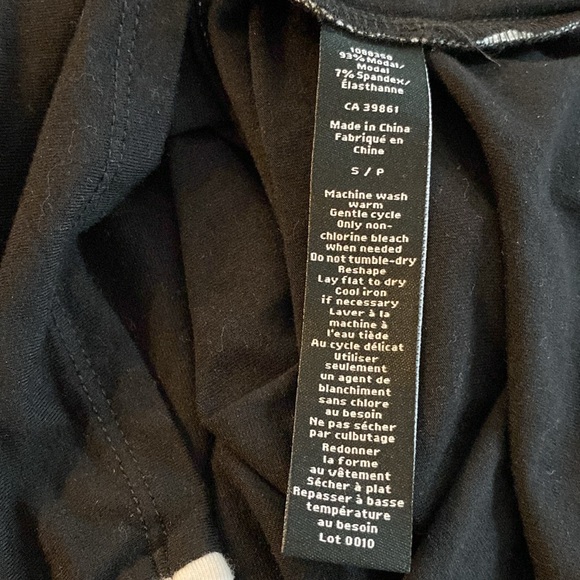 1000260
93% Modal/
Modal
7% Spandex/
Élasthanne
CA 39861
Made in China
Fabriqué en
Chine
S / P
Machine wash
warm
Gentle cycle
Only non-
chlorine bleach
when needed
Do not tumble-dry
Reshape
Lay flat to dry
Cool iron
if necessary
Laver à la
machine à
l'eau tiède
Au cycle délicat
Utiliser
seulement
un agent de
blanchiment
sans chlore
au besoin
Ne pas sécher
par culbutage
Redonner
la forme
au vêtement
Sécher à plat
Repasser à basse
température
au besoin
Lot 0010